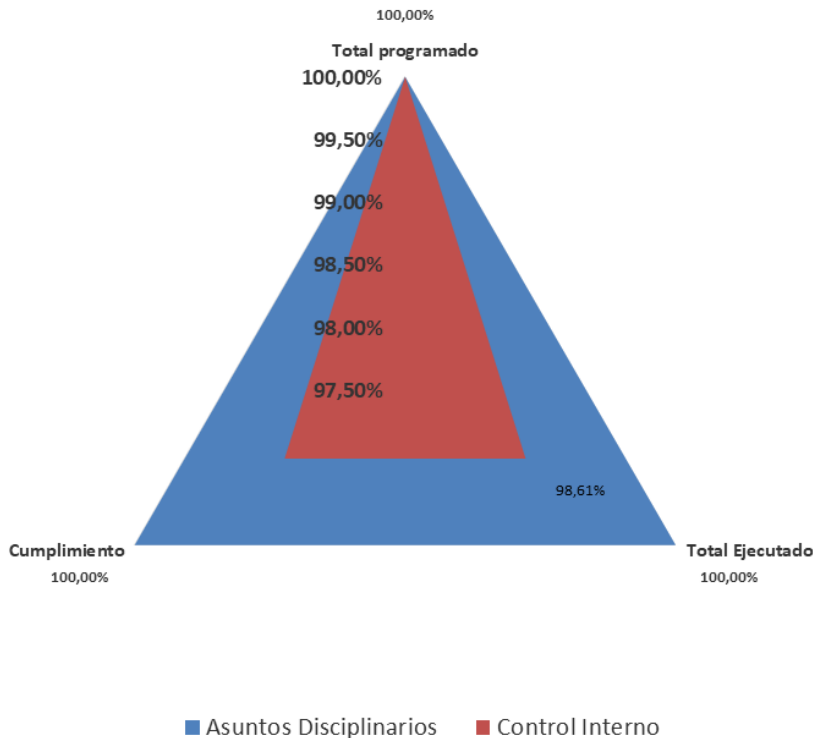 100,00%
Total programado
100,00%
99,50%
99,00%
98,50%
98,00%
97,50%
98,61%
Cumplimiento
100,00%
Total Ejecutado
100,00%
Asuntos Disciplinarios
Control Interno